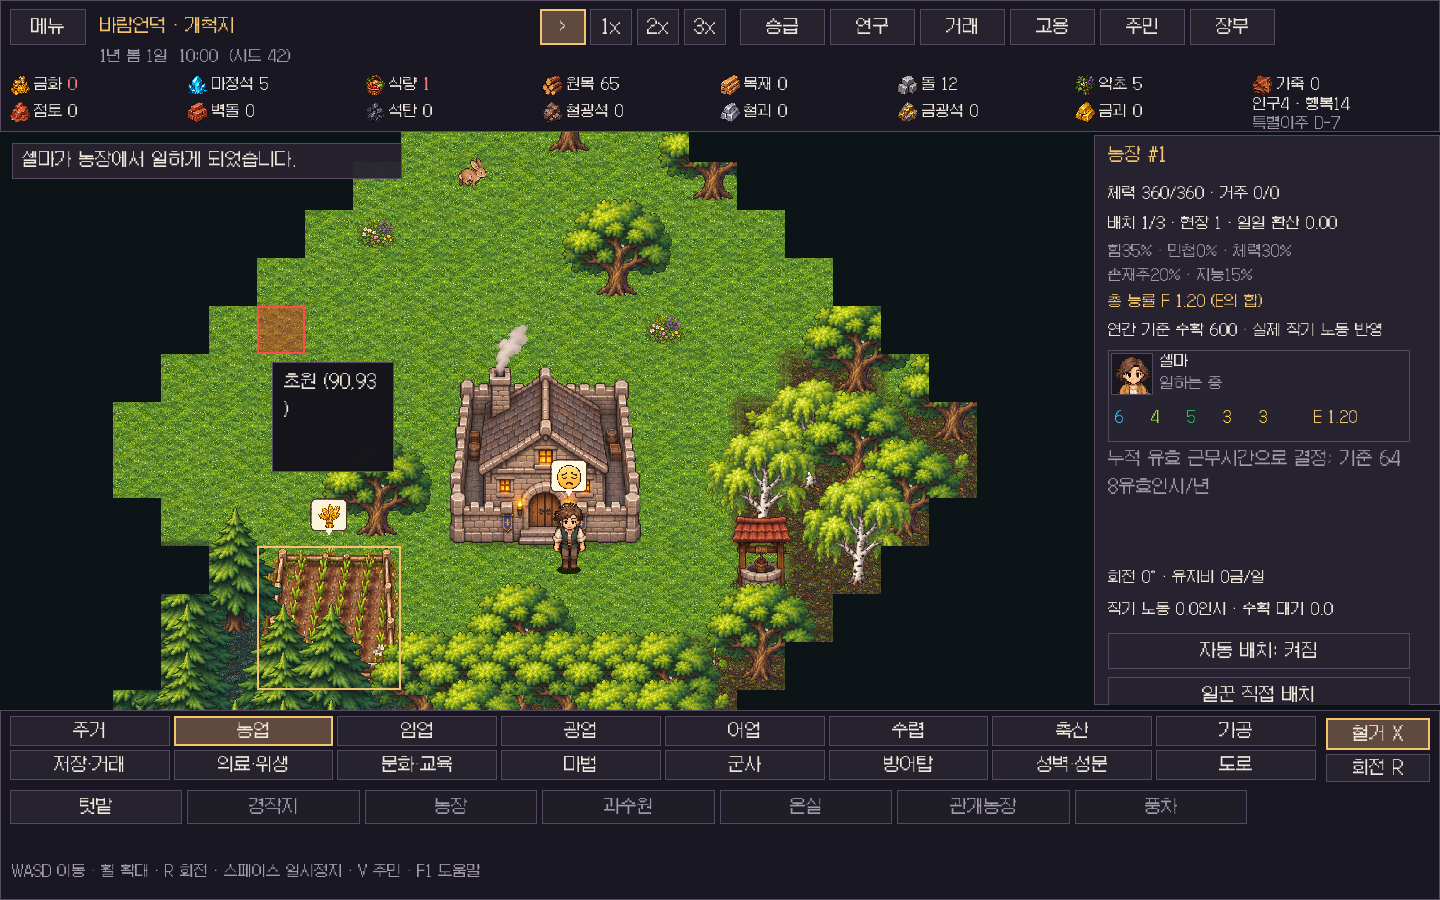 메뉴
바람언덕 · 개척지
1년 봄 1일 10:00 (시드 42)
>
1x
2x
3x
승급
연구
거래
고용
주민
장부
금화 0
마정석 5
식량 1
원목 65
목재 0
돌 12
약초 5
가죽 0
점토 0
벽돌 0
석탄 0
철광석 0
철괴 0
금광석 0
금괴 0
인구4 · 행복14
특별이주 D-7
셀마가 농장에서 일하게 되었습니다.
초원 (90,93
)
농장 #1
체력 360/360 · 거주 0/0
배치 1/3 · 현장 1 · 일일 환산 0.00
힘35% · 민첩0% · 체력30%
손재주20% · 지능15%
총 능률 F 1.20 (E의 합)
연간 기준 수확 600 · 실제 작기 노동 반영
셀마
일하는 중
6 4 5 3 3 E 1.20
누적 유효 근무시간으로 결정; 기준 64
8유효인시/년
회전 0° · 유지비 0금/일
작기 노동 0.0인시 · 수확 대기 0.0
자동 배치: 켜짐
일꾼 직접 배치
주거
농업
임업
광업
어업
수렵
축산
가공
철거 X
저장·거래
의료·위생
문화·교육
마법
군사
방어탑
성벽·성문
도로
회전 R
텃밭
경작지
농장
과수원
온실
관개농장
풍차
WASD 이동 · 휠 확대 · R 회전 · 스페이스 일시정지 · V 주민 · F1 도움말